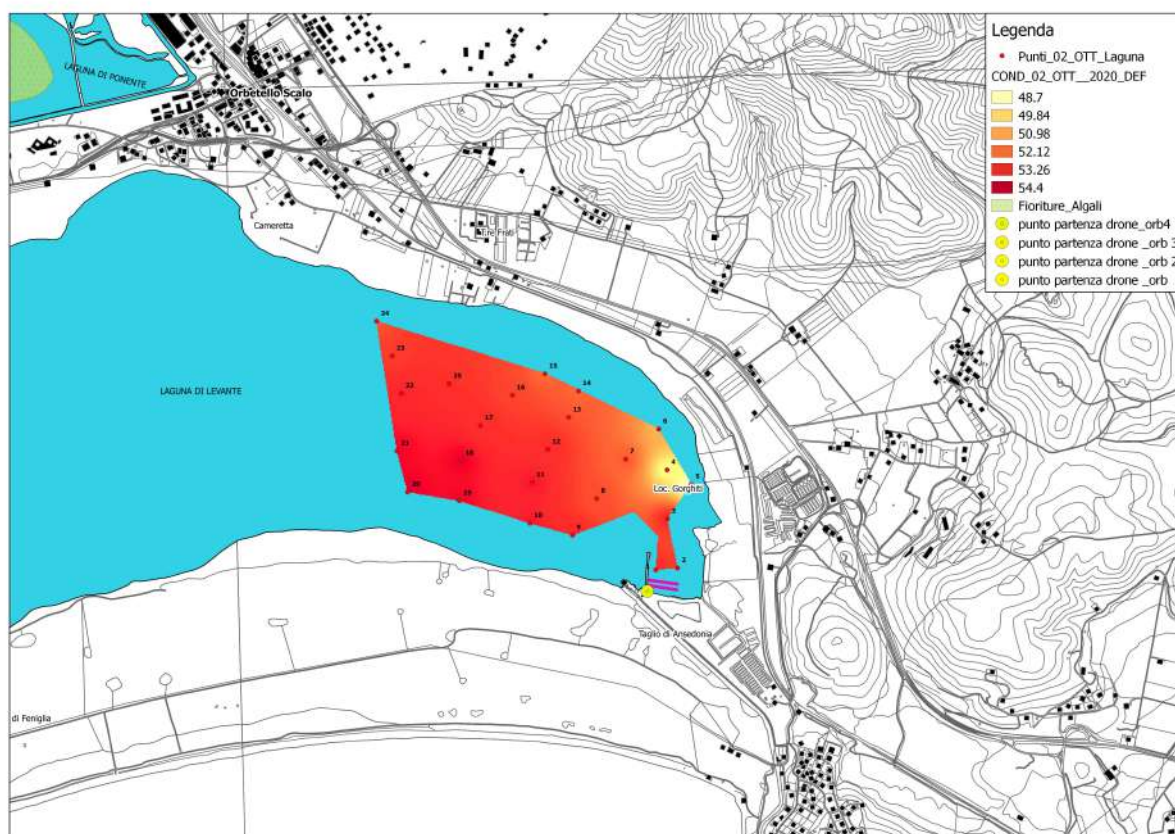 Legenda
Punti_02_OTT_Laguna
COND_02_OTT__2020_DEF
48.7
49.84
50.98
52.12
53.26
54.4
Fioriture_Algali
punto partenza drone_orb4
punto partenza drone _orb 3
punto partenza drone _orb 2
punto partenza drone _orb
LAGUNA DI PONENTE
Orbetello Scalo
Cameretta
T.re Frati
LAGUNA DI LEVANTE
24
23
15
25
14
22
16
13
17
6
21
12
7
4
11
5
Loc. Gorghiti
20
19
8
3
10
9
2
Taglio di Ansedonia
di Feniglia